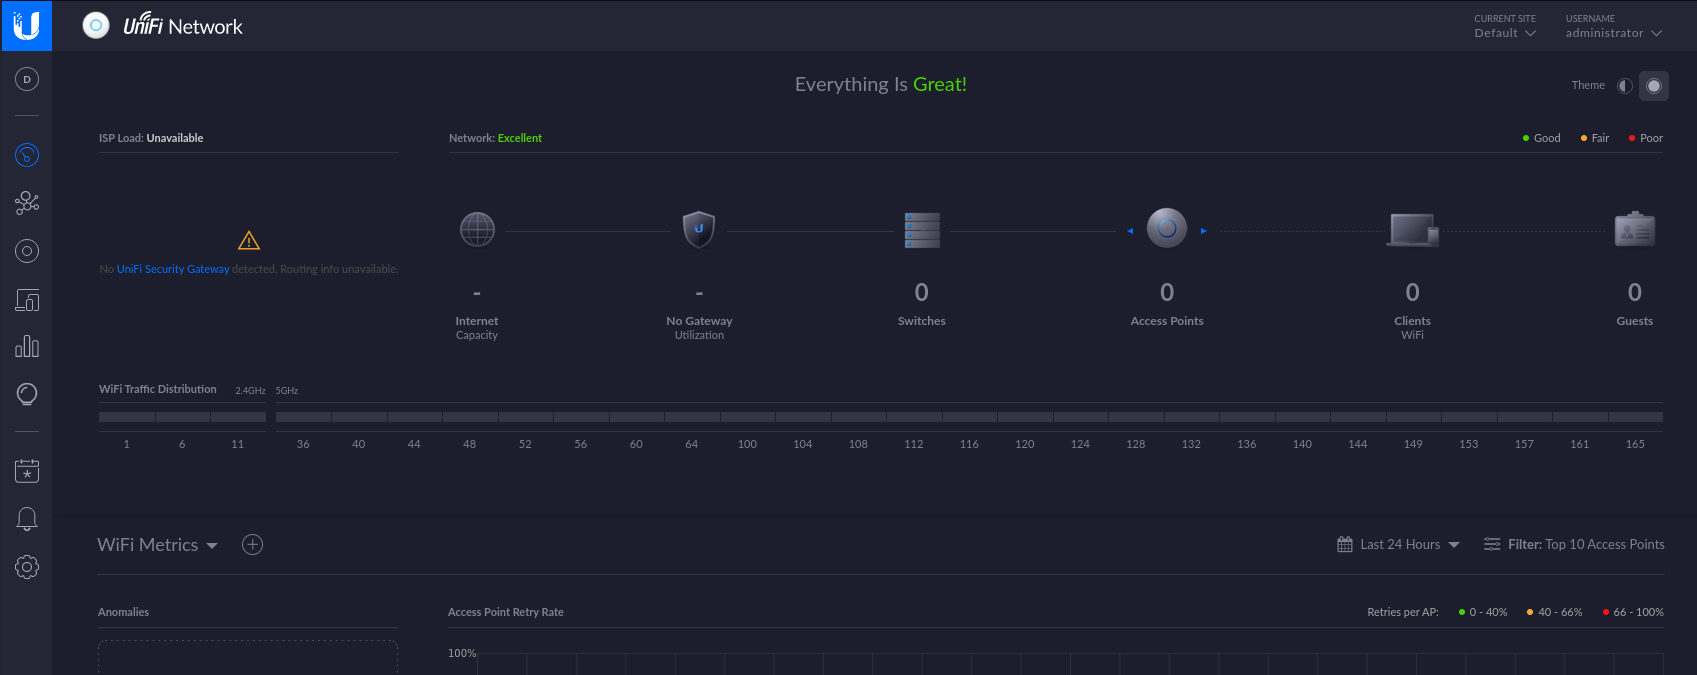 UniFi Network
CURRENT SITE
Default
USERNAME
administrator
D
Everything Is Great!
Theme
ISP Load: Unavailable
Network: Excellent
Good
Fair
Poor
No UniFi Security Gateway detected. Routing info unavailable.
-
Internet
Capacity
-
No Gateway
Utilization
0
Switches
0
Access Points
0
Clients
WiFi
0
Guests
WiFi Traffic Distribution
2.4GHz
5GHz
1 6 11 36 40 44 48 52 56 60 64 100 104 108 112 116 120 124 128 132 136 140 144 149 153 157 161 165
WiFi Metrics
Last 24 Hours
Filter: Top 10 Access Points
Anomalies
Access Point Retry Rate
Retries per AP:
0 - 40%
40 - 66%
66 - 100%
100%